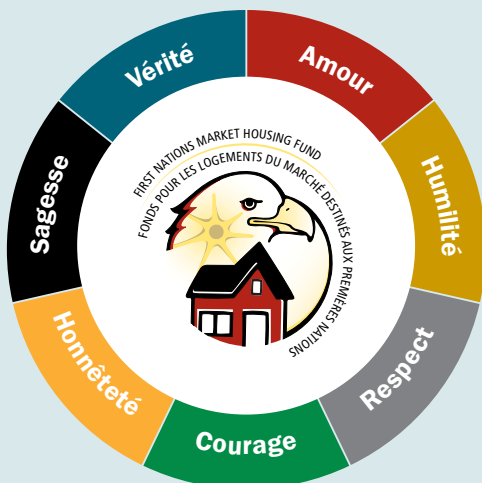 Vérité
Amour
Humilité
Respect
Courage
Honnêteté
Sagesse
FIRST NATIONS MARKET HOUSING FUND
FONDS POUR LES LOGEMENTS DU MARCHÉ DESTINÉS AUX PREMIÈRES NATIONS